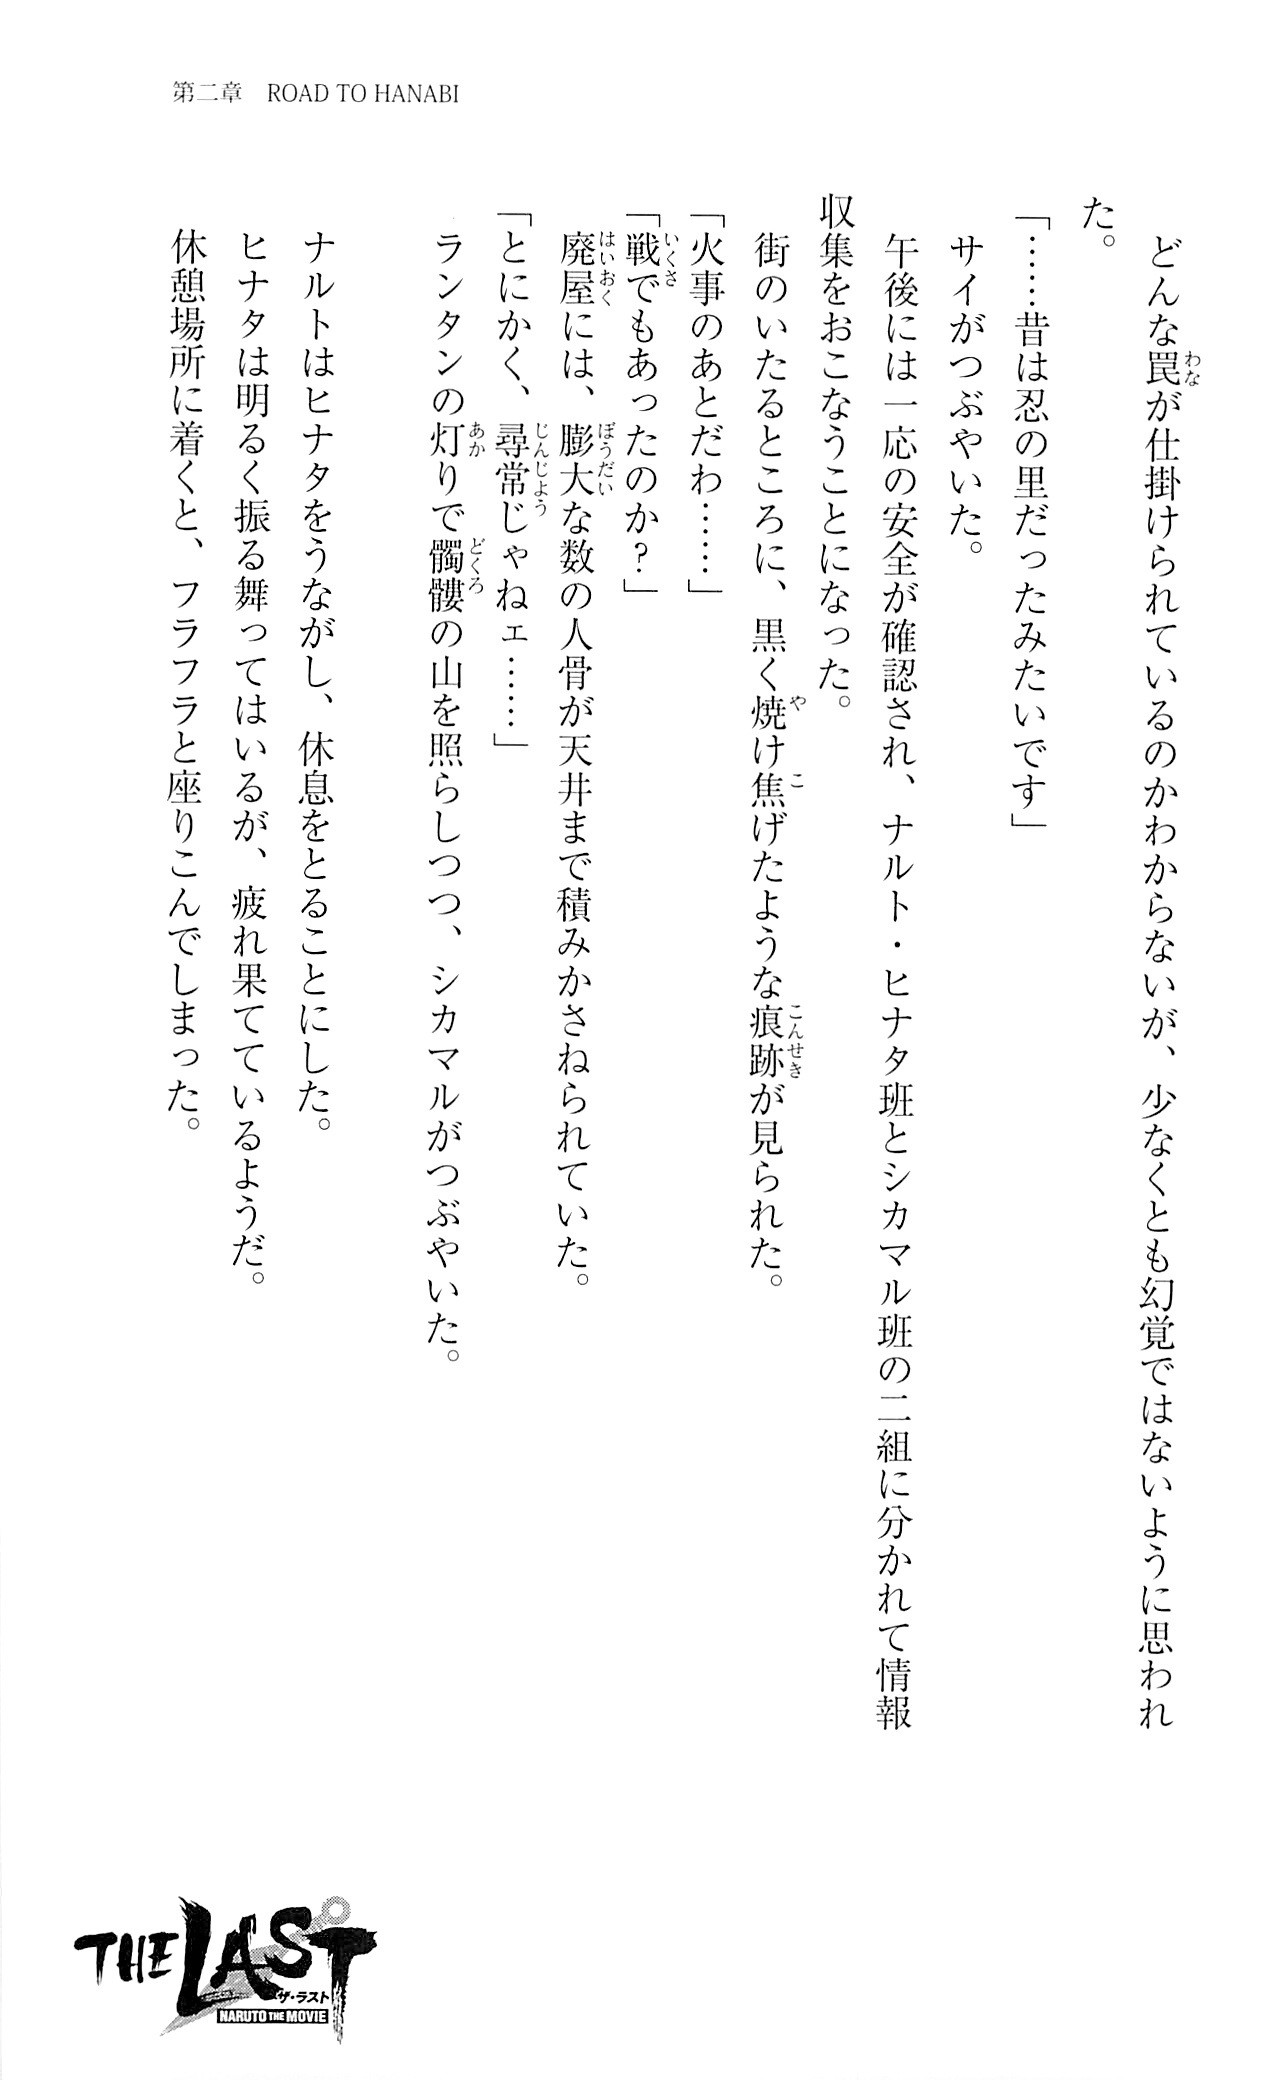 第二章 ROAD TO HANABI
どんな罠が仕掛けられているのかわからないが、少なくとも幻覚ではないように思われ
た。
「……昔は忍の里だったみたいです」
サイがつぶやいた。
午後には一応の安全が確認され、ナルト・ヒナタ班とシカマル班の二組に分かれて情報
収集をおこなうことになった。
街のいたるところに、黒く焼け焦げたような痕跡が見られた。
「火事のあとだわ……」
「戦でもあったのか?」
廃屋には、膨大な数の人骨が天井まで積みかさねられていた。
「とにかく、尋常じゃねェ……」
ランタンの灯りで髑髏の山を照らしつつ、シカマルがつぶやいた。
ナルトはヒナタをうながし、休息をとることにした。
ヒナタは明るく振る舞ってはいるが、疲れ果てているようだ。
休憩場所に着くと、フラフラと座りこんでしまった。
THE LAST
ザ・ラスト
NARUTO THE MOVIE